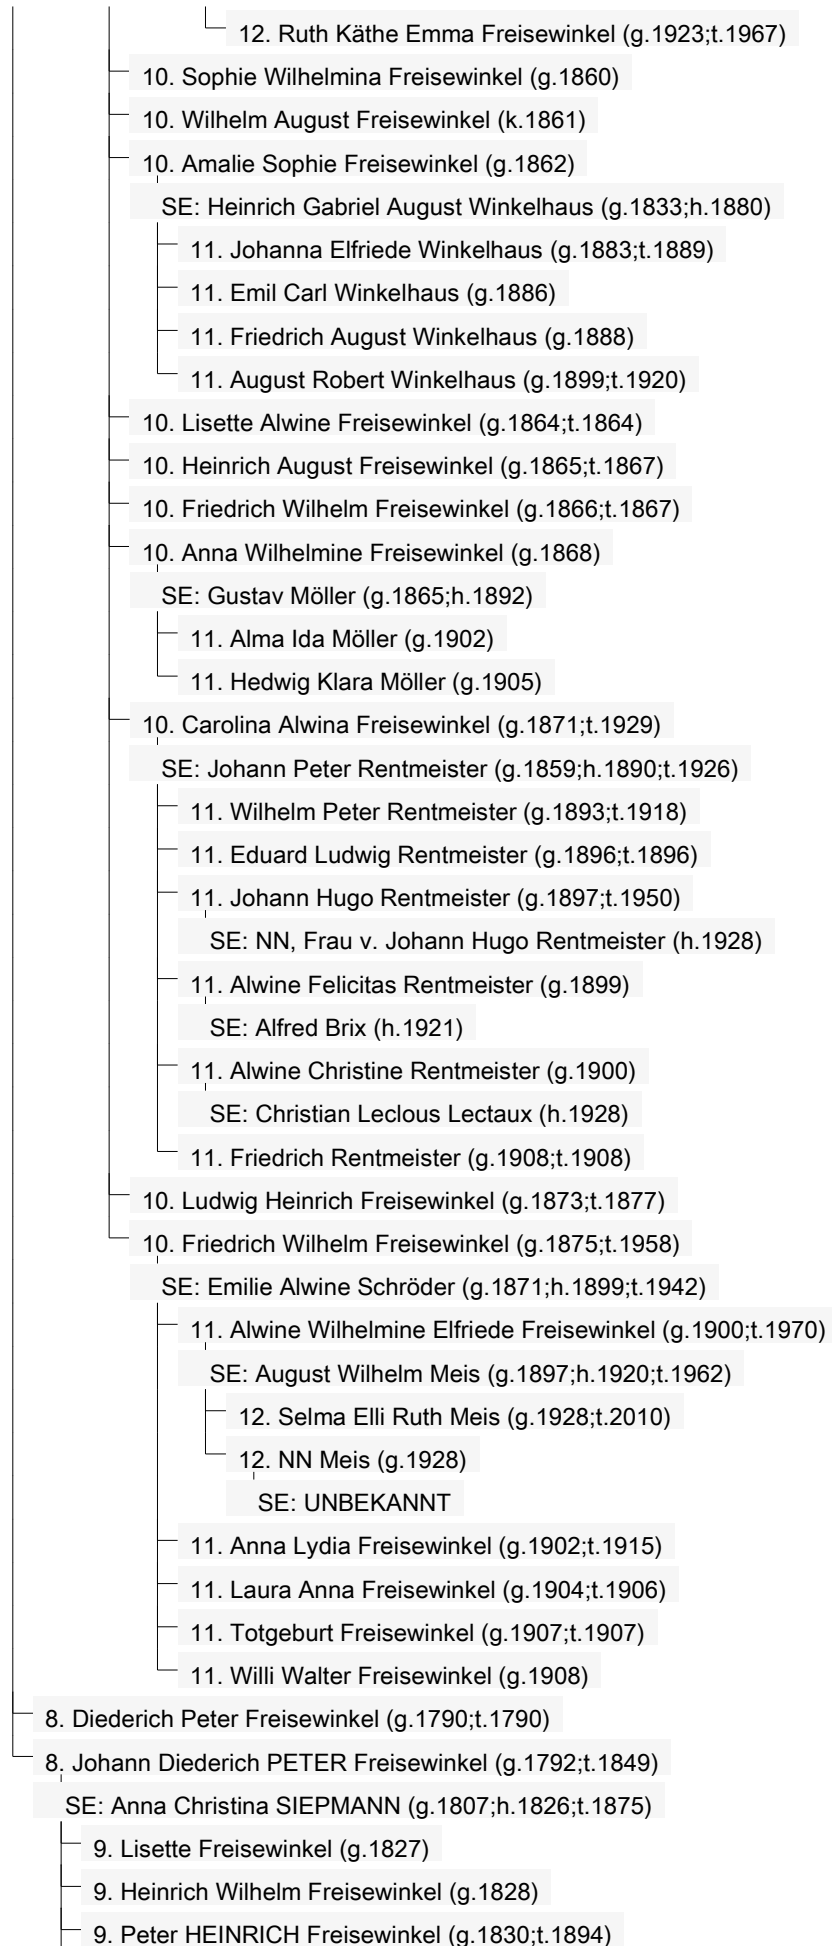 12. Ruth Käthe Emma Freisewinkel (g.1923;t.1967)
10. Sophie Wilhelmina Freisewinkel (g.1860)
10. Wilhelm August Freisewinkel (k.1861)
10. Amalie Sophie Freisewinkel (g.1862)
SE: Heinrich Gabriel August Winkelhaus (g.1833;h.1880)
11. Johanna Elfriede Winkelhaus (g.1883;t.1889)
11. Emil Carl Winkelhaus (g.1886)
11. Friedrich August Winkelhaus (g.1888)
11. August Robert Winkelhaus (g.1899;t.1920)
10. Lisette Alwine Freisewinkel (g.1864;t.1864)
10. Heinrich August Freisewinkel (g.1865;t.1867)
10. Friedrich Wilhelm Freisewinkel (g.1866;t.1867)
10. Anna Wilhelmine Freisewinkel (g.1868)
SE: Gustav Möller (g.1865;h.1892)
11. Alma Ida Möller (g.1902)
11. Hedwig Klara Möller (g.1905)
10. Carolina Alwina Freisewinkel (g.1871;t.1929)
SE: Johann Peter Rentmeister (g.1859;h.1890;t.1926)
11. Wilhelm Peter Rentmeister (g.1893;t.1918)
11. Eduard Ludwig Rentmeister (g.1896;t.1896)
11. Johann Hugo Rentmeister (g.1897;t.1950)
SE: NN, Frau v. Johann Hugo Rentmeister (h.1928)
11. Alwine Felicitas Rentmeister (g.1899)
SE: Alfred Brix (h.1921)
11. Alwine Christine Rentmeister (g.1900)
SE: Christian Leclous Lectaux (h.1928)
11. Friedrich Rentmeister (g.1908;t.1908)
10. Ludwig Heinrich Freisewinkel (g.1873;t.1877)
10. Friedrich Wilhelm Freisewinkel (g.1875;t.1958)
SE: Emilie Alwine Schröder (g.1871;h.1899;t.1942)
11. Alwine Wilhelmine Elfriede Freisewinkel (g.1900;t.1970)
SE: August Wilhelm Meis (g.1897;h.1920;t.1962)
12. Selma Elli Ruth Meis (g.1928;t.2010)
12. NN Meis (g.1928)
SE: UNBEKANNT
11. Anna Lydia Freisewinkel (g.1902;t.1915)
11. Laura Anna Freisewinkel (g.1904;t.1906)
11. Totgeburt Freisewinkel (g.1907;t.1907)
11. Willi Walter Freisewinkel (g.1908)
8. Diederich Peter Freisewinkel (g.1790;t.1790)
8. Johann Diederich PETER Freisewinkel (g.1792;t.1849)
SE: Anna Christina SIEPMANN (g.1807;h.1826;t.1875)
9. Lisette Freisewinkel (g.1827)
9. Heinrich Wilhelm Freisewinkel (g.1828)
9. Peter HEINRICH Freisewinkel (g.1830;t.1894)